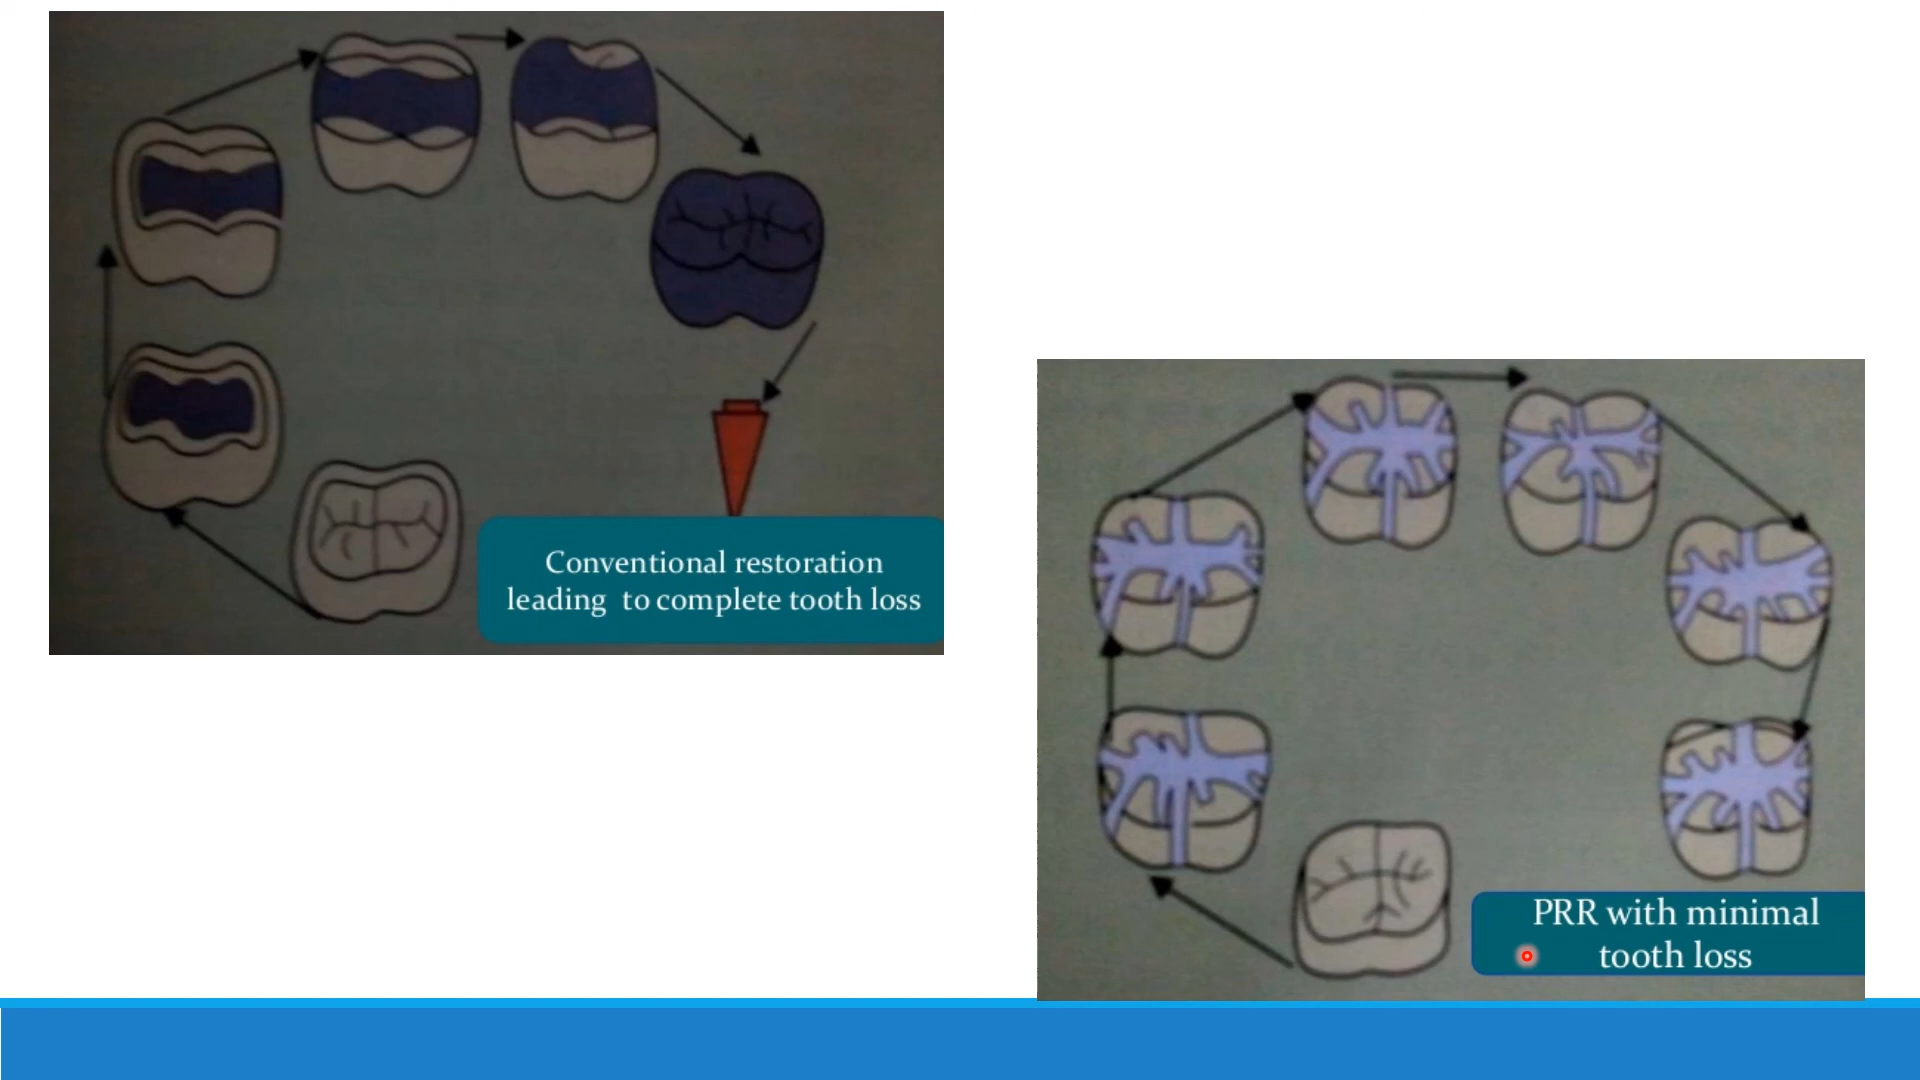 Conventional restoration
leading to complete tooth loss
PRR with minimal
tooth loss